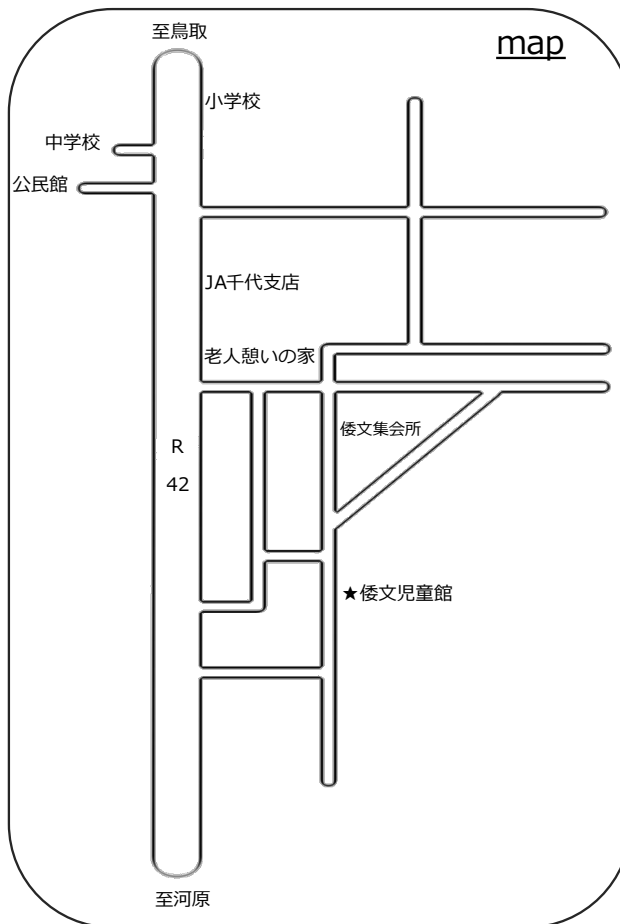 至鳥取
map
小学校
中学校
公民館
JA千代支店
老人憩いの家
倭文集会所
R
42
★倭文児童館
至河原